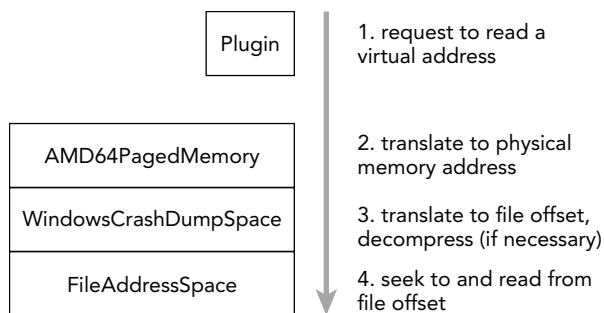 Plugin
1. request to read a
virtual address
AMD64PagedMemory
2. translate to physical
memory address
WindowsCrashDumpSpace
3. translate to file offset,
decompress (if necessary)
FileAddressSpace
4. seek to and read from
file offset